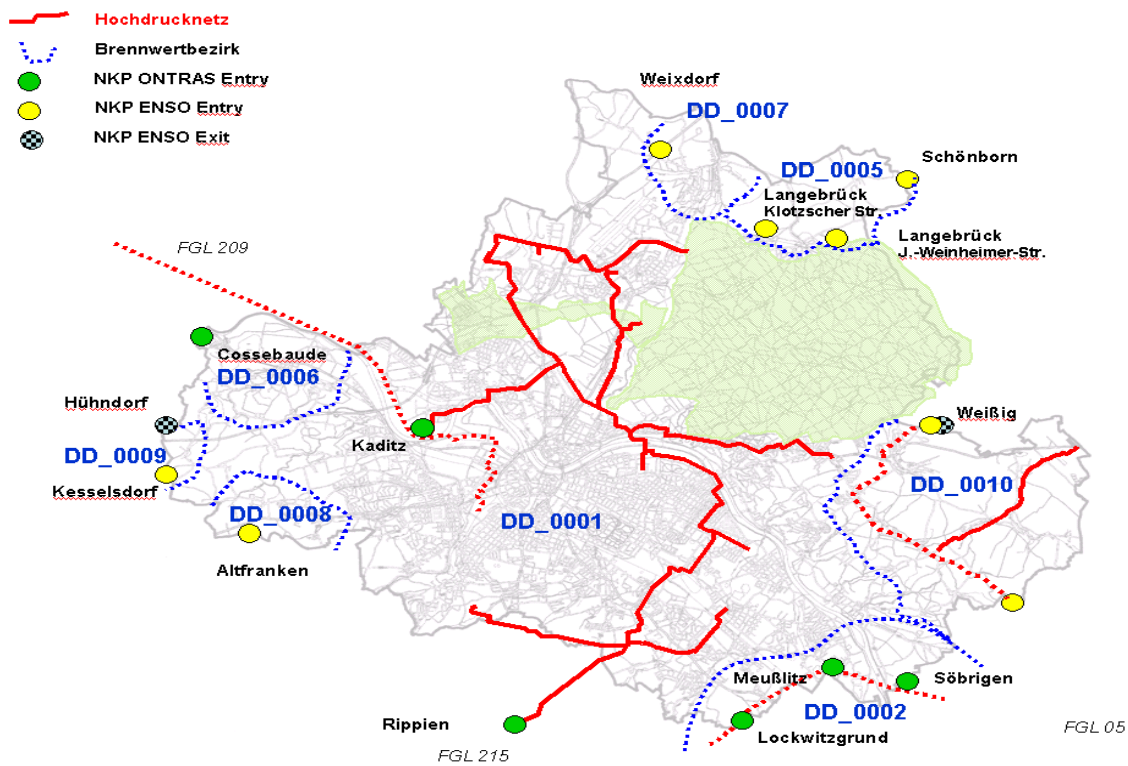 Hochdrucknetz
Brennwertbezirk
NKP ONTRAS Entry
NKP ENSO Entry
NKP ENSO Exit
Weixdorf
DD_0007
DD_0005
Schönborn
Langebrück
Klotzscher Str.
Langebrück
J.-Weinheimer-Str.
FGL 209
Cossebaude
DD_0006
Hühndorf
Weißig
Kaditz
DD_0009
Kesselsdorf
DD_0010
DD_0008
DD_0001
Altfranken
Meußlitz
Söbrigen
DD_0002
Rippien
Lockwitzgrund
FGL 05
FGL 215